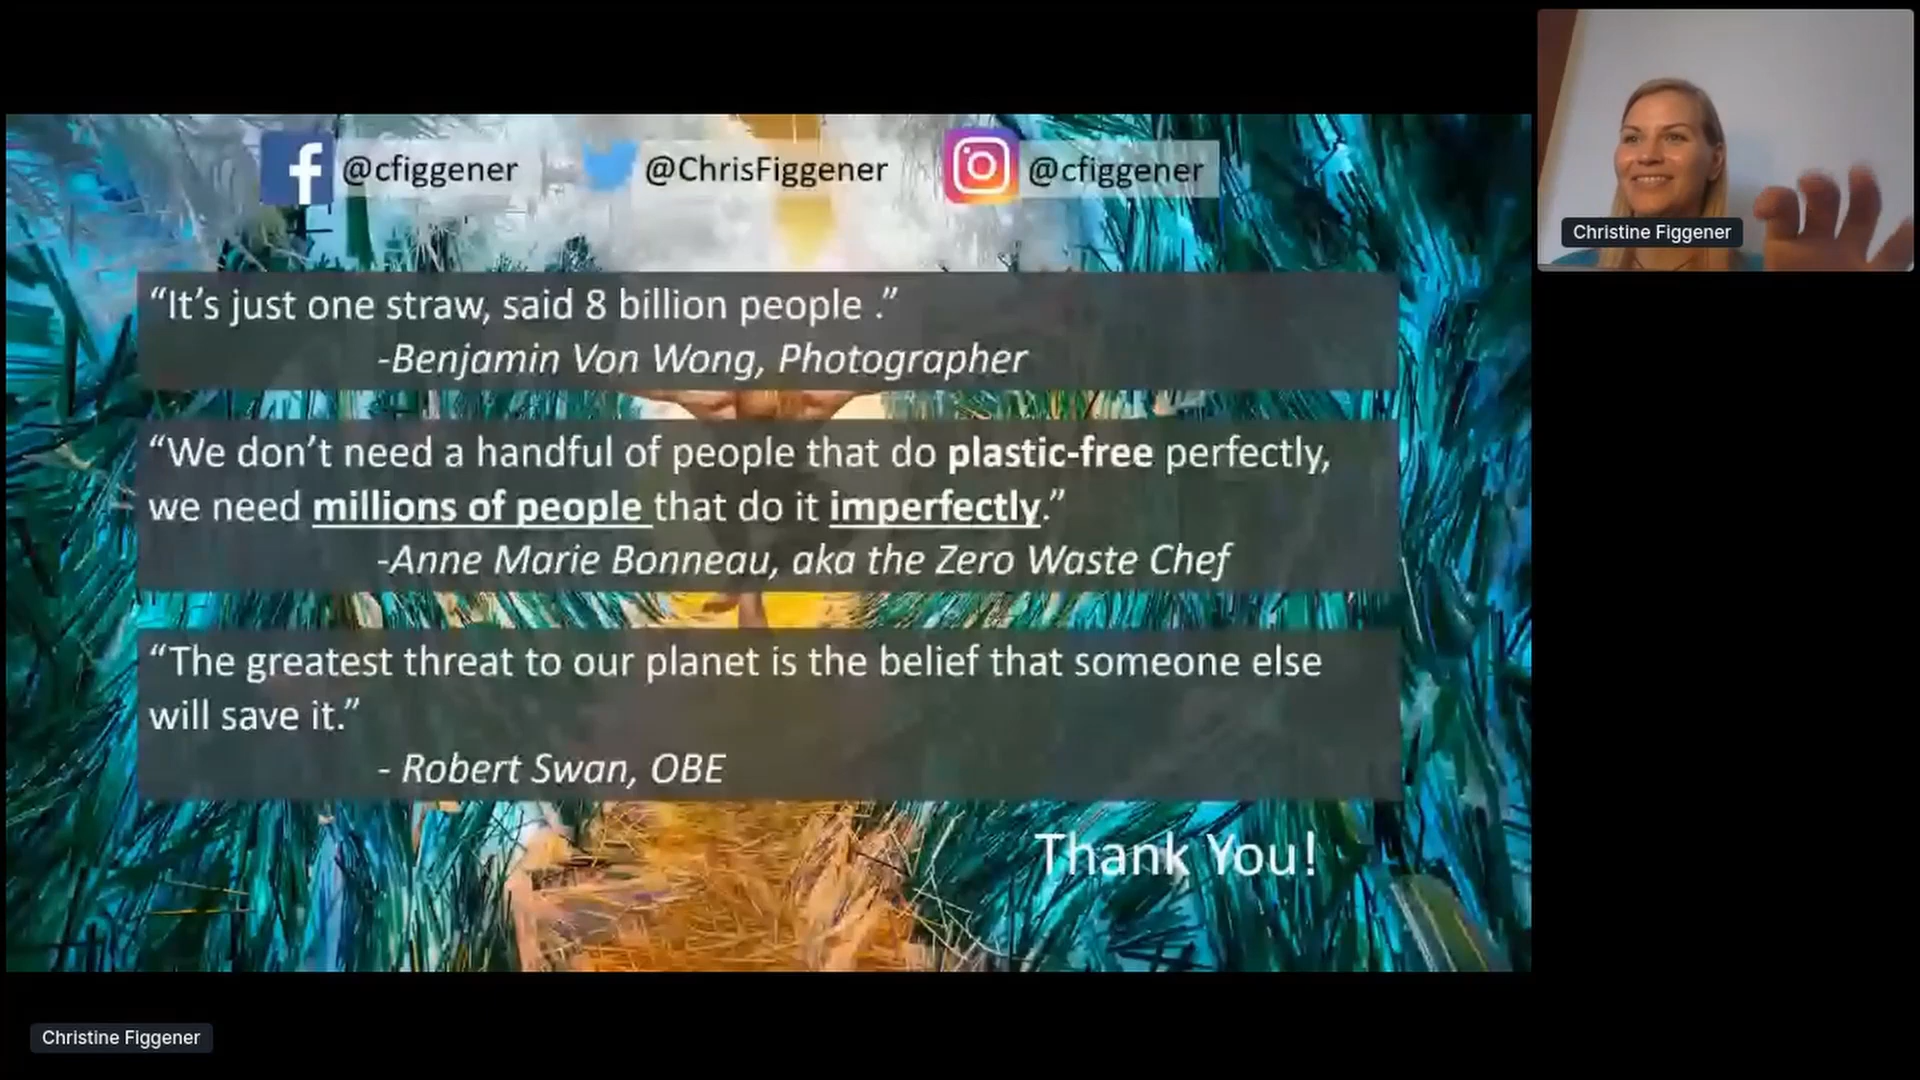 @cfiggener @ChrisFiggener @cfiggener
“It’s just one straw, said 8 billion people .”
-Benjamin Von Wong, Photographer
“We don’t need a handful of people that do plastic-free perfectly,
we need millions of people that do it imperfectly.”
-Anne Marie Bonneau, aka the Zero Waste Chef
“The greatest threat to our planet is the belief that someone else
will save it.”
- Robert Swan, OBE
Thank You!
Christine Figgener
Christine Figgener